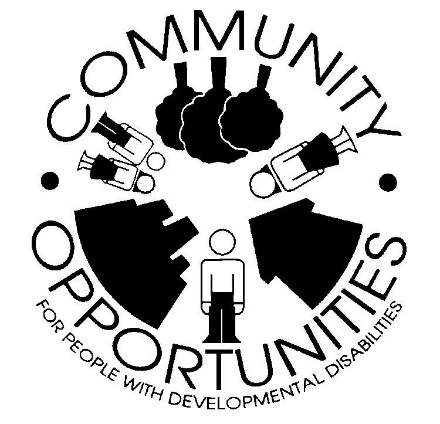 COMMUNITY
OPPORTUNITIES
FOR PEOPLE WITH DEVELOPMENTAL DISABILITIES